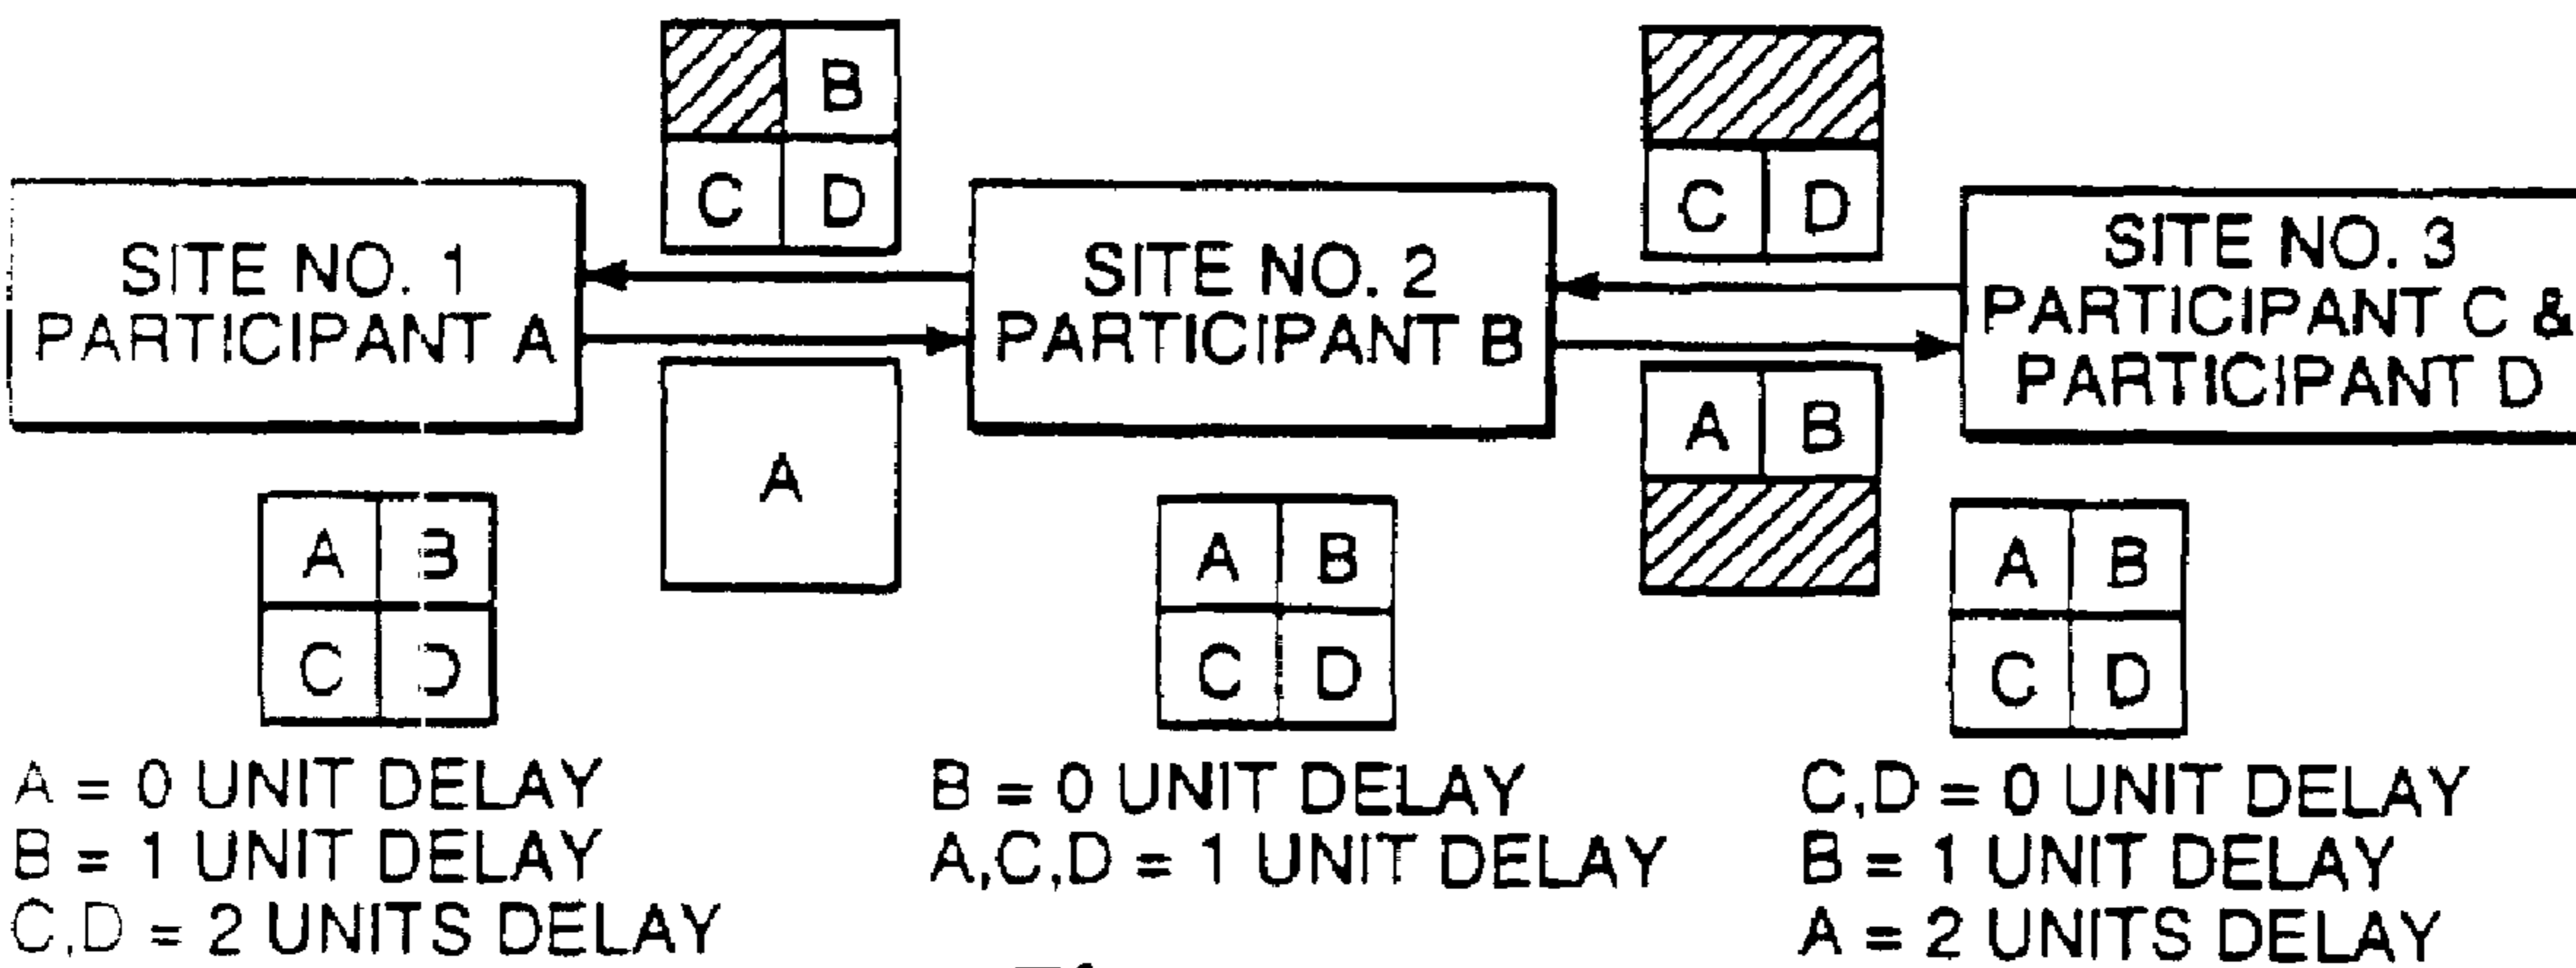 B
C D
C D
SITE NO. 1
PARTICIPANT A
SITE NO. 2
PARTICIPANT B
SITE NO. 3
PARTICIPANT C &
PARTICIPANT D
A
A B
A B
C D
A B
C D
A B
C D
A = 0 UNIT DELAY
B = 1 UNIT DELAY
C,D = 2 UNITS DELAY
B = 0 UNIT DELAY
A,C,D = 1 UNIT DELAY
C,D = 0 UNIT DELAY
B = 1 UNIT DELAY
A = 2 UNITS DELAY